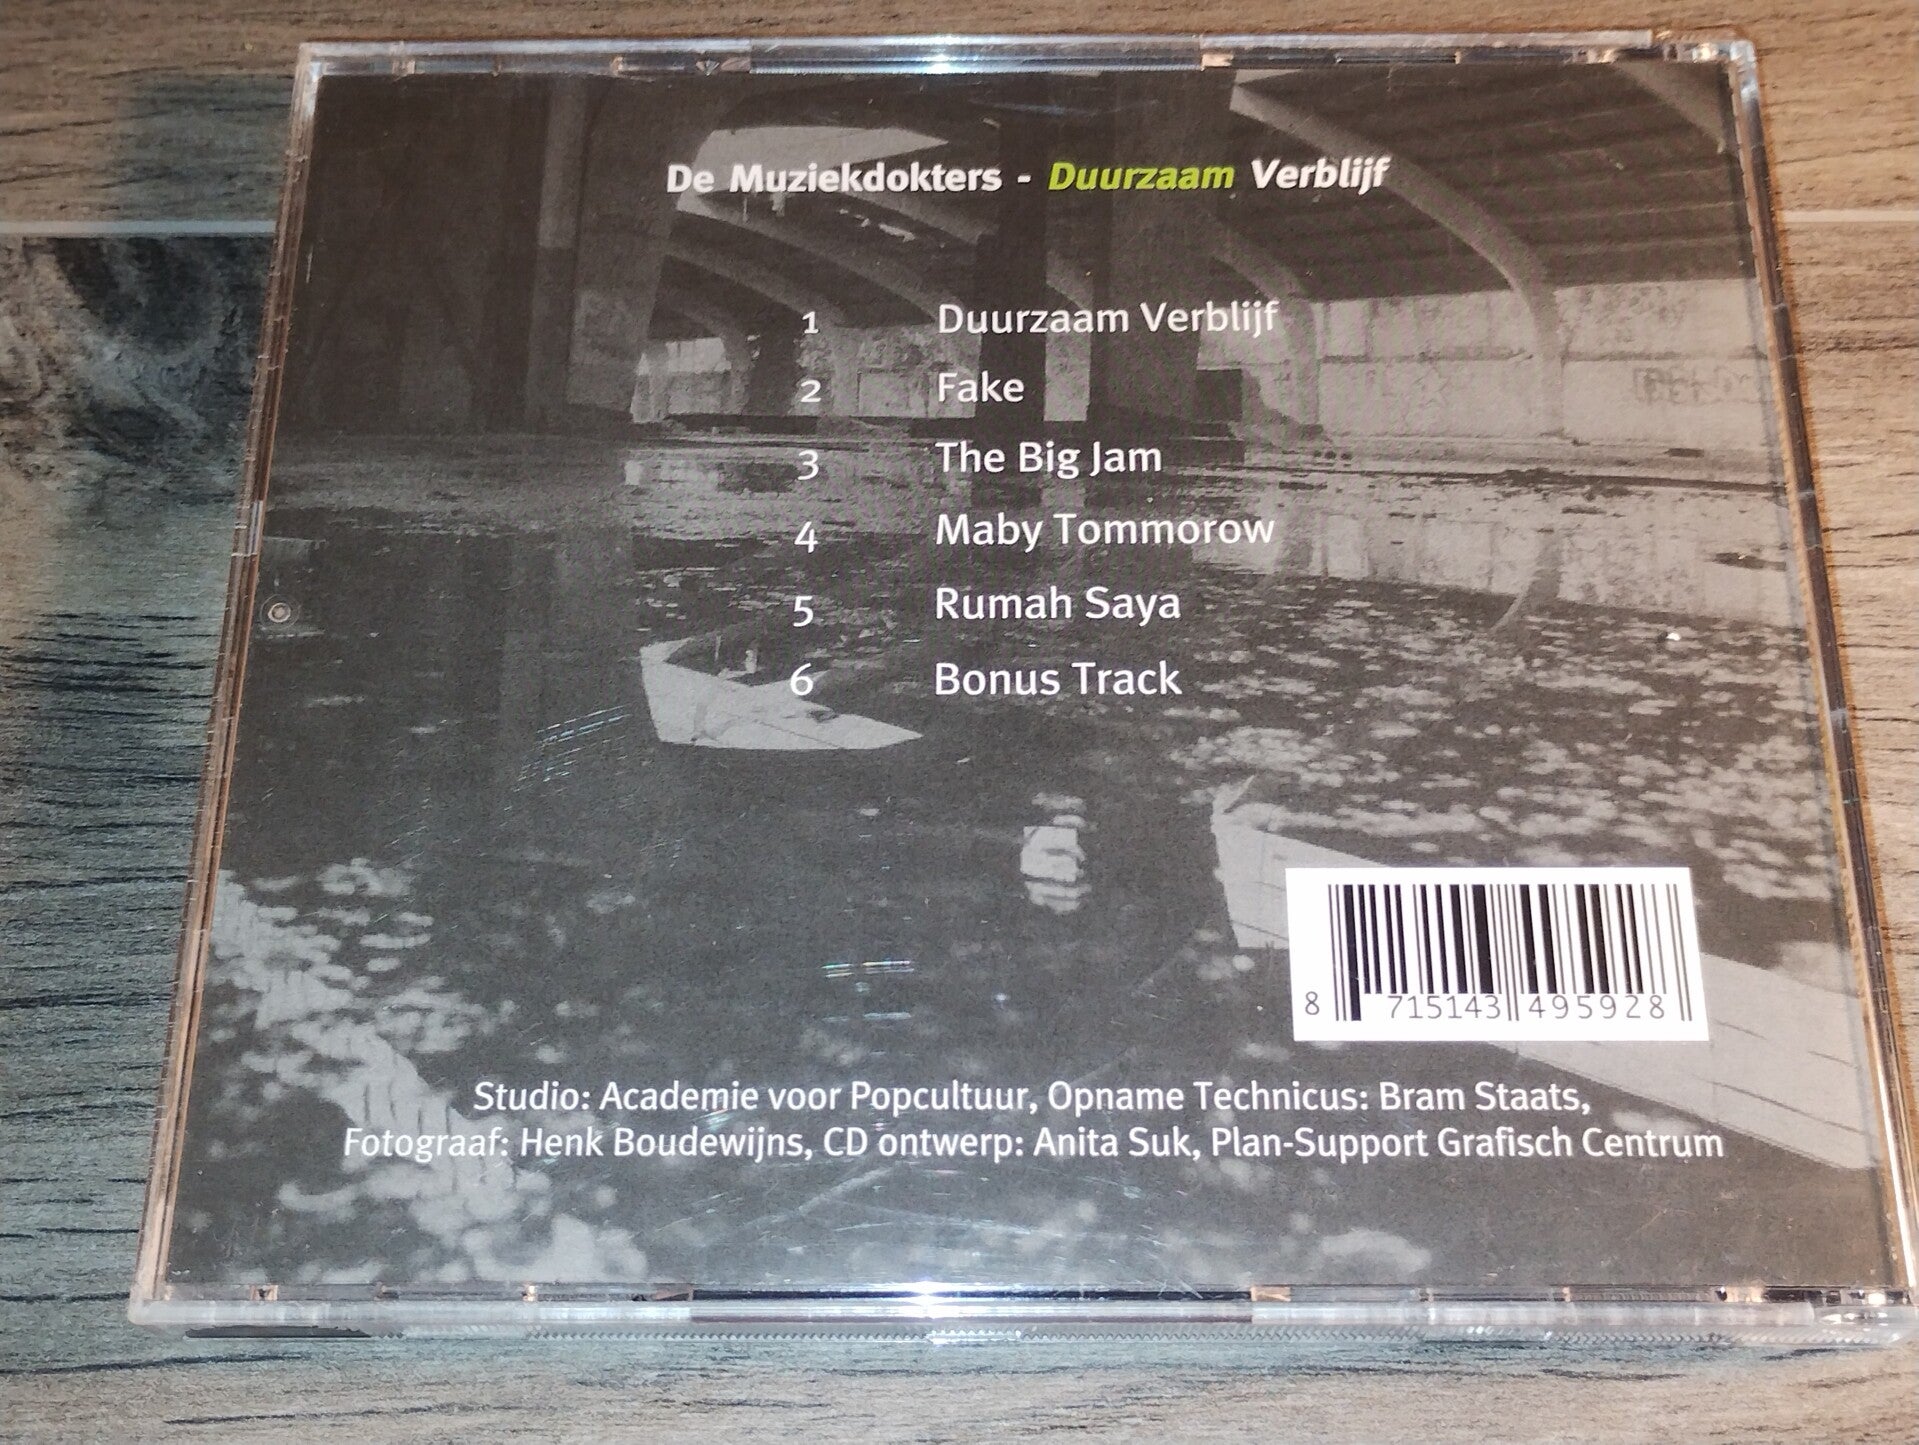 De Muziekdokters - Duurzaam Verblijf
1 Duurzaam Verblijf
2 Fake
3 The Big Jam
4 Maby Tommorow
5 Rumah Saya
6 Bonus Track
8 715143 495928
Studio: Academie voor Popcultuur, Opname Technicus: Bram Staats,
Fotograaf: Henk Boudewijns, CD ontwerp: Anita Suk, Plan-Support Grafisch Centrum